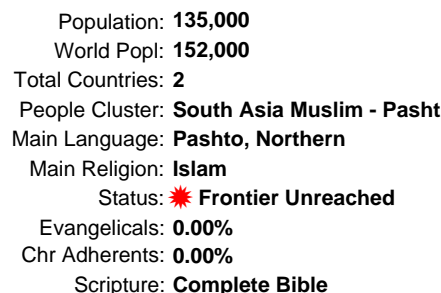 Population: 135,000
World Popl: 152,000
Total Countries: 2
People Cluster: South Asia Muslim - Pasht
Main Language: Pashto, Northern
Main Religion: Islam
Status: Frontier Unreached
Evangelicals: 0.00%
Chr Adherents: 0.00%
Scripture: Complete Bible